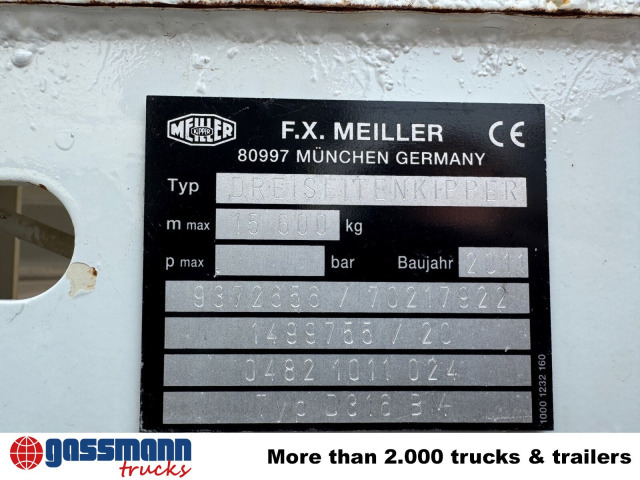 MEILLER
KIPPER
F.X. MEILLER
CE
80997 MÜNCHEN GERMANY
Typ DREISEITENKIPPER
m max 15 600 kg
p max bar Baujahr 2011
9372656 / 70217922
1499755 / 20
0482 1011 024
Typ D316 BM
1000 1232 160
gassmann
trucks
More than 2.000 trucks & trailers